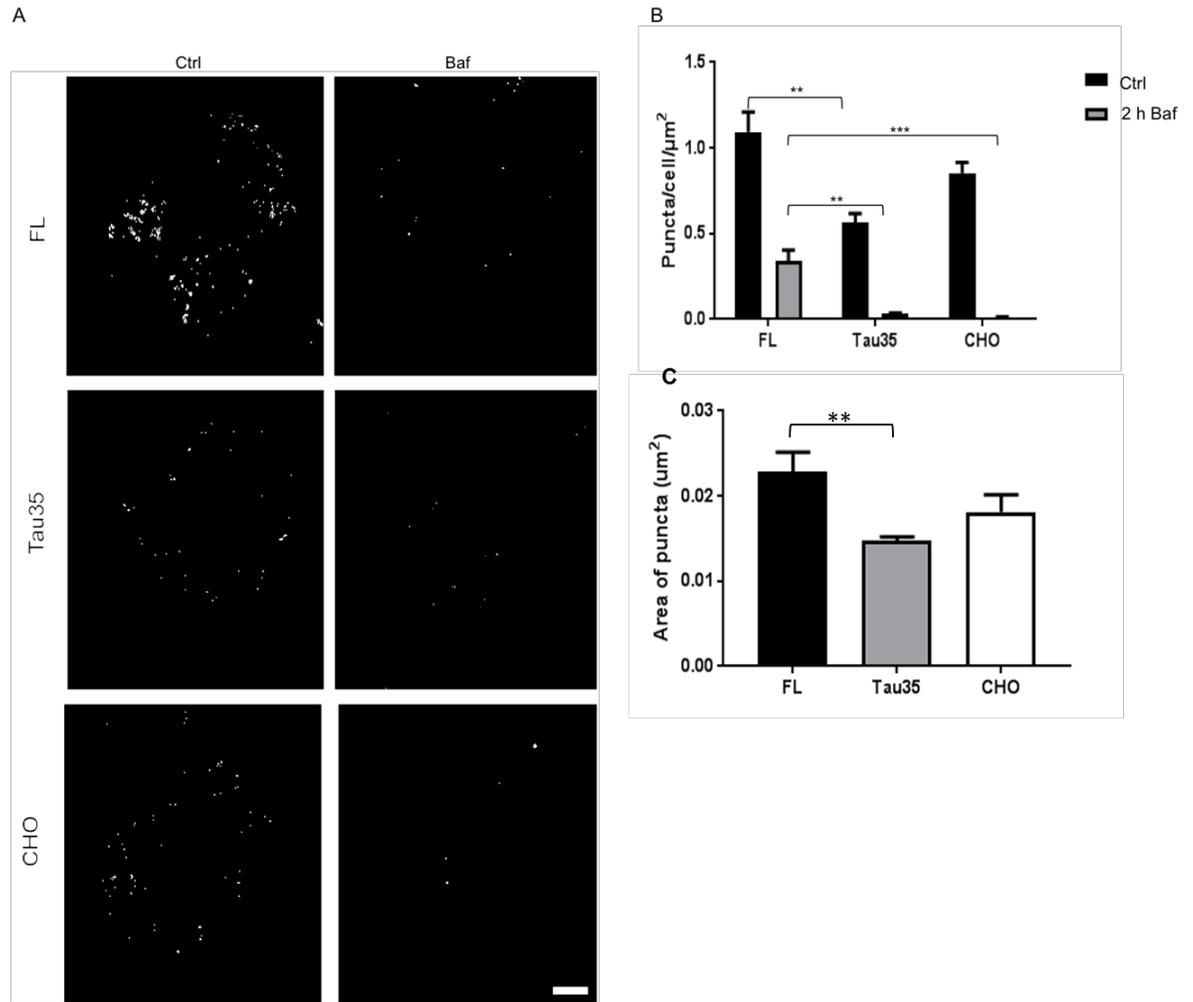 A
Ctrl
Baf
FL
Tau35
CHO
B
Puncta/cell/µm²
1.5
1.0
0.5
0.0
**
***
**
FL
Tau35
CHO
Ctrl
2 h Baf
C
Area of puncta (um²)
0.03
0.02
0.01
0.00
**
FL
Tau35
CHO